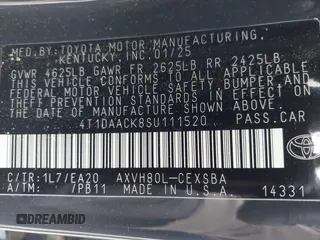 MFD. BY: TOYOTA MOTOR MANUFACTURING,
KENTUCKY, INC. 01/25
GVWR 4625LB GAWR FR 2625LB RR 2425LB
THIS VEHICLE CONFORMS TO ALL APPLICABLE
FEDERAL MOTOR VEHICLE SAFETY, BUMPER, AND
THEFT PREVENTION STANDARDS IN EFFECT ON
THE DATE OF MANUFACTURE SHOWN ABOVE.
4T1DAACK8SU111520 PASS.CAR
C/TR: 1L7/EA20 AXVH80L-CEXSBA
A/TM: /PB11 MADE IN U.S.A.
TOYOTA
14331
© DREAMBID